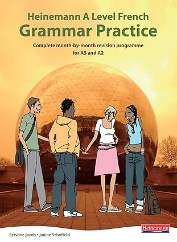 Heinemann A Level French
Grammar Practice
Complete month-by-month revision programme
for AS and A2
Heinemann